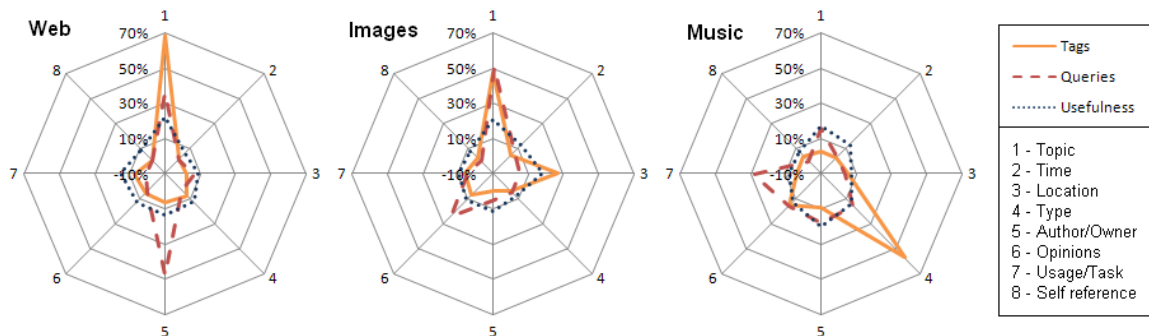 Web
1
70%
50%
30%
10%
-10%
2
3
4
5
6
7
8
Images
1
70%
50%
30%
10%
-10%
2
3
4
5
6
7
8
Music
1
70%
50%
30%
10%
-10%
2
3
4
5
6
7
8
Tags
Queries
Usefulness
1 - Topic
2 - Time
3 - Location
4 - Type
5 - Author/Owner
6 - Opinions
7 - Usage/Task
8 - Self reference